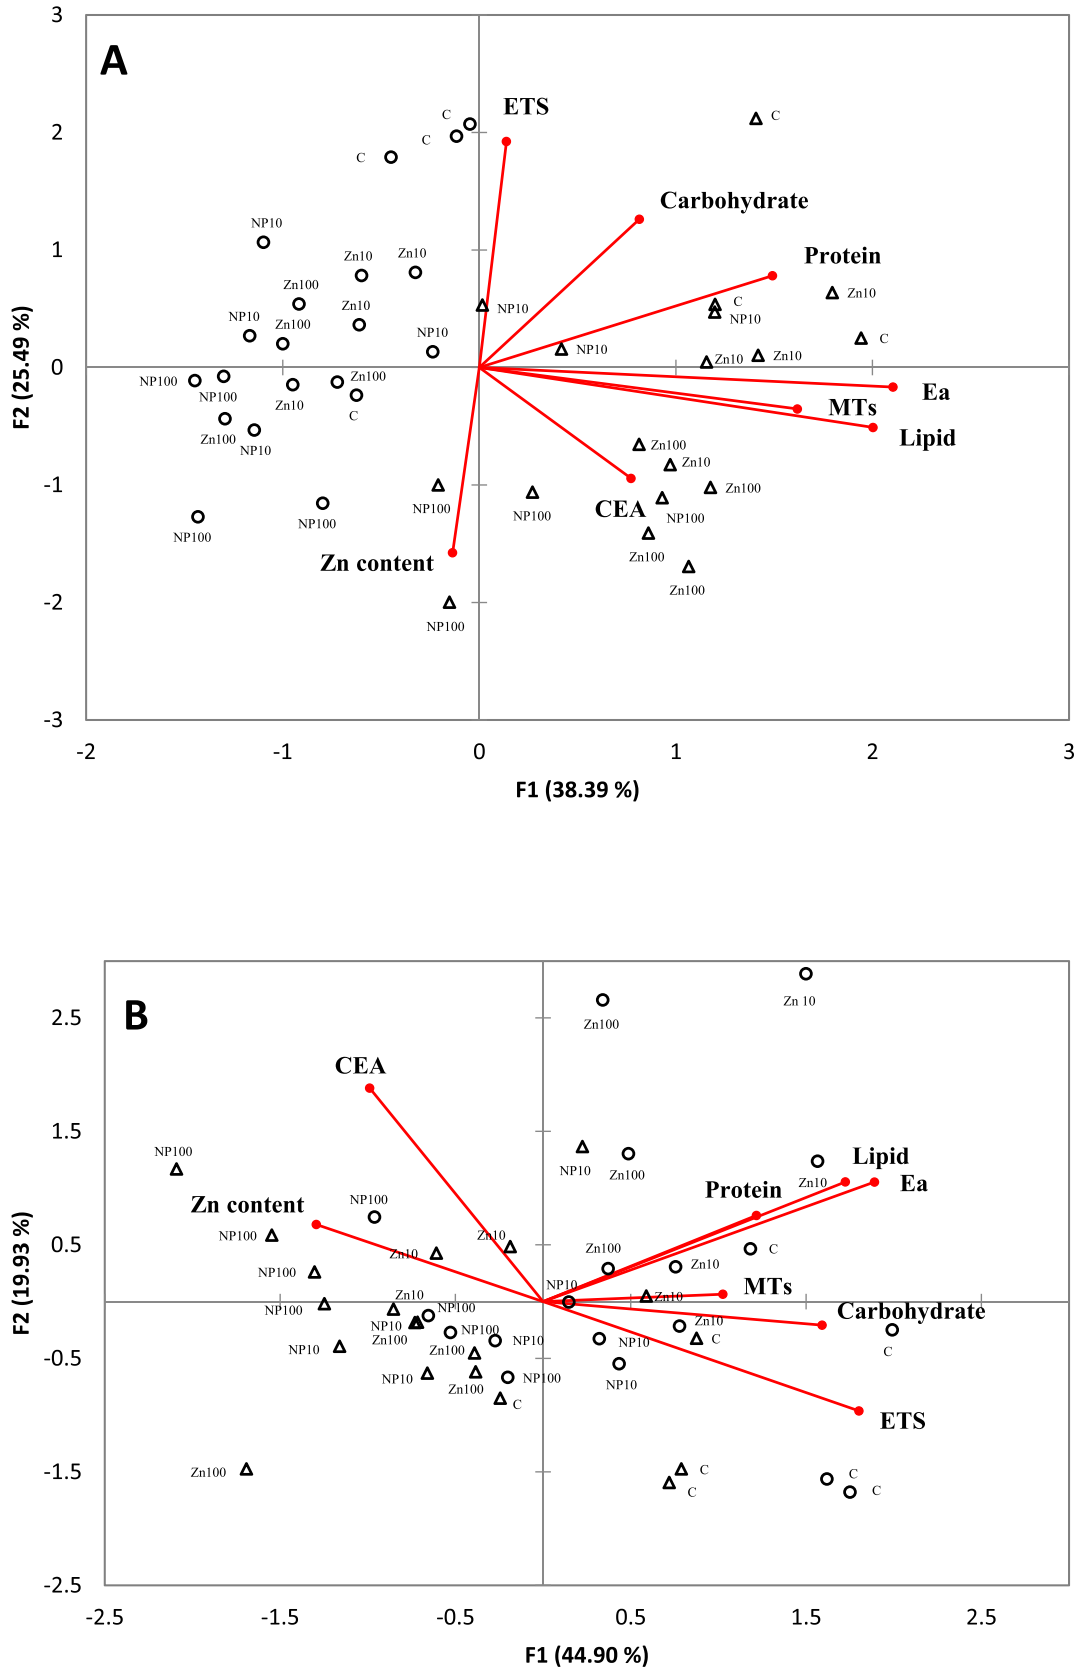 3
A
ETS
C
C
2
C
C
Carbohydrate
NP10
1
Protein
Zn10
Zn10
Zn100
Zn10
Zn10
NP10
C
NP10
NP10
Zn100
NP10
C
NP10
Zn10
Zn10
0
NP100
NP100
Zn100
Zn10
C
Ea
MTs
Lipid
Zn100
NP10
Zn100
Zn10
-1
NP100
NP100
NP100
NP100
CEA
Zn100
NP100
Zn100
Zn content
Zn100
-2
NP100
-3
-2
-1
0
1
2
3
F2 (25.49 %)
F1 (38.39 %)
B
2.5
Zn100
Zn 10
CEA
1.5
NP100
NP10
Zn100
Lipid
Zn10
Ea
Protein
Zn content
NP100
NP100
Zn10
Zn10
Zn100
C
0.5
NP100
Zn10
NP10
MTs
Zn10
Zn10
NP100
NP100
Carbohydrate
NP10
NP100
Zn10
Zn100
NP10
NP10
C
C
NP10
Zn100
NP10
NP100
NP10
-0.5
Zn100
C
ETS
Zn100
C
C
-1.5
C
C
-2.5
-2.5
-1.5
-0.5
0.5
1.5
2.5
F2 (19.93 %)
F1 (44.90 %)